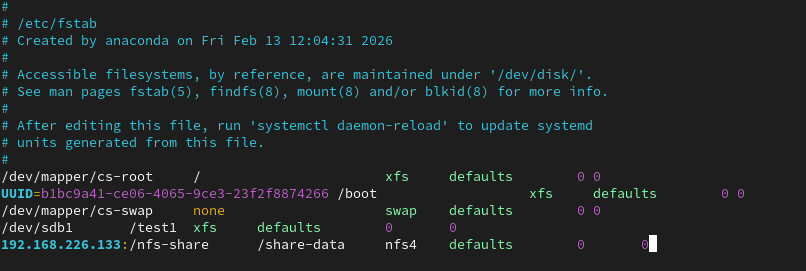 #
# /etc/fstab
# Created by anaconda on Fri Feb 13 12:04:31 2026
#
# Accessible filesystems, by reference, are maintained under '/dev/disk/'.
# See man pages fstab(5), findfs(8), mount(8) and/or blkid(8) for more info.
#
# After editing this file, run 'systemctl daemon-reload' to update systemd
# units generated from this file.
#
/dev/mapper/cs-root     /                       xfs     defaults        0 0
UUID=b1bc9a41-ce06-4065-9ce3-23f2f8874266 /boot                   xfs     defaults        0 0
/dev/mapper/cs-swap     none                    swap    defaults        0 0
/dev/sdb1       /test1  xfs     defaults        0       0
192.168.226.133:/nfs-share      /share-data     nfs4    defaults        0       0